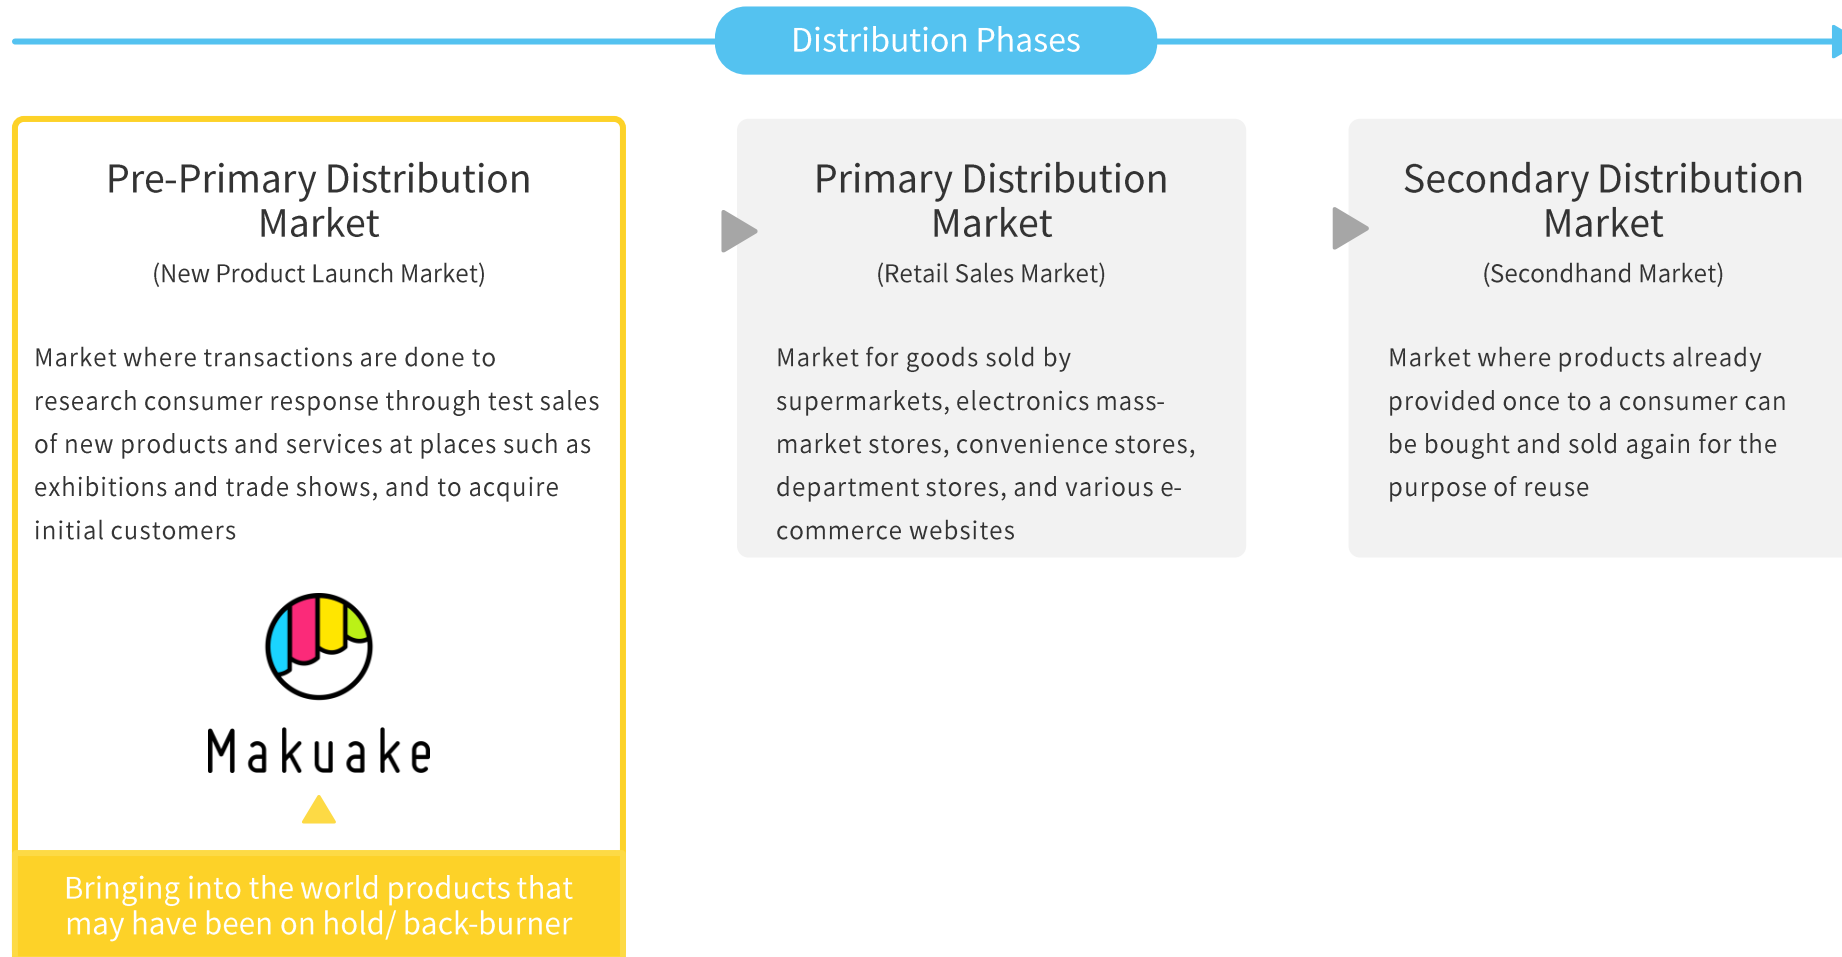 Distribution Phases
Pre-Primary Distribution
Market
(New Product Launch Market)
Market where transactions are done to
research consumer response through test sales
of new products and services at places such as
exhibitions and trade shows, and to acquire
initial customers
Makuake
Bringing into the world products that
may have been on hold/ back-burner
Primary Distribution
Market
(Retail Sales Market)
Market for goods sold by
supermarkets, electronics mass-
market stores, convenience stores,
department stores, and various e-
commerce websites
Secondary Distribution
Market
(Secondhand Market)
Market where products already
provided once to a consumer can
be bought and sold again for the
purpose of reuse